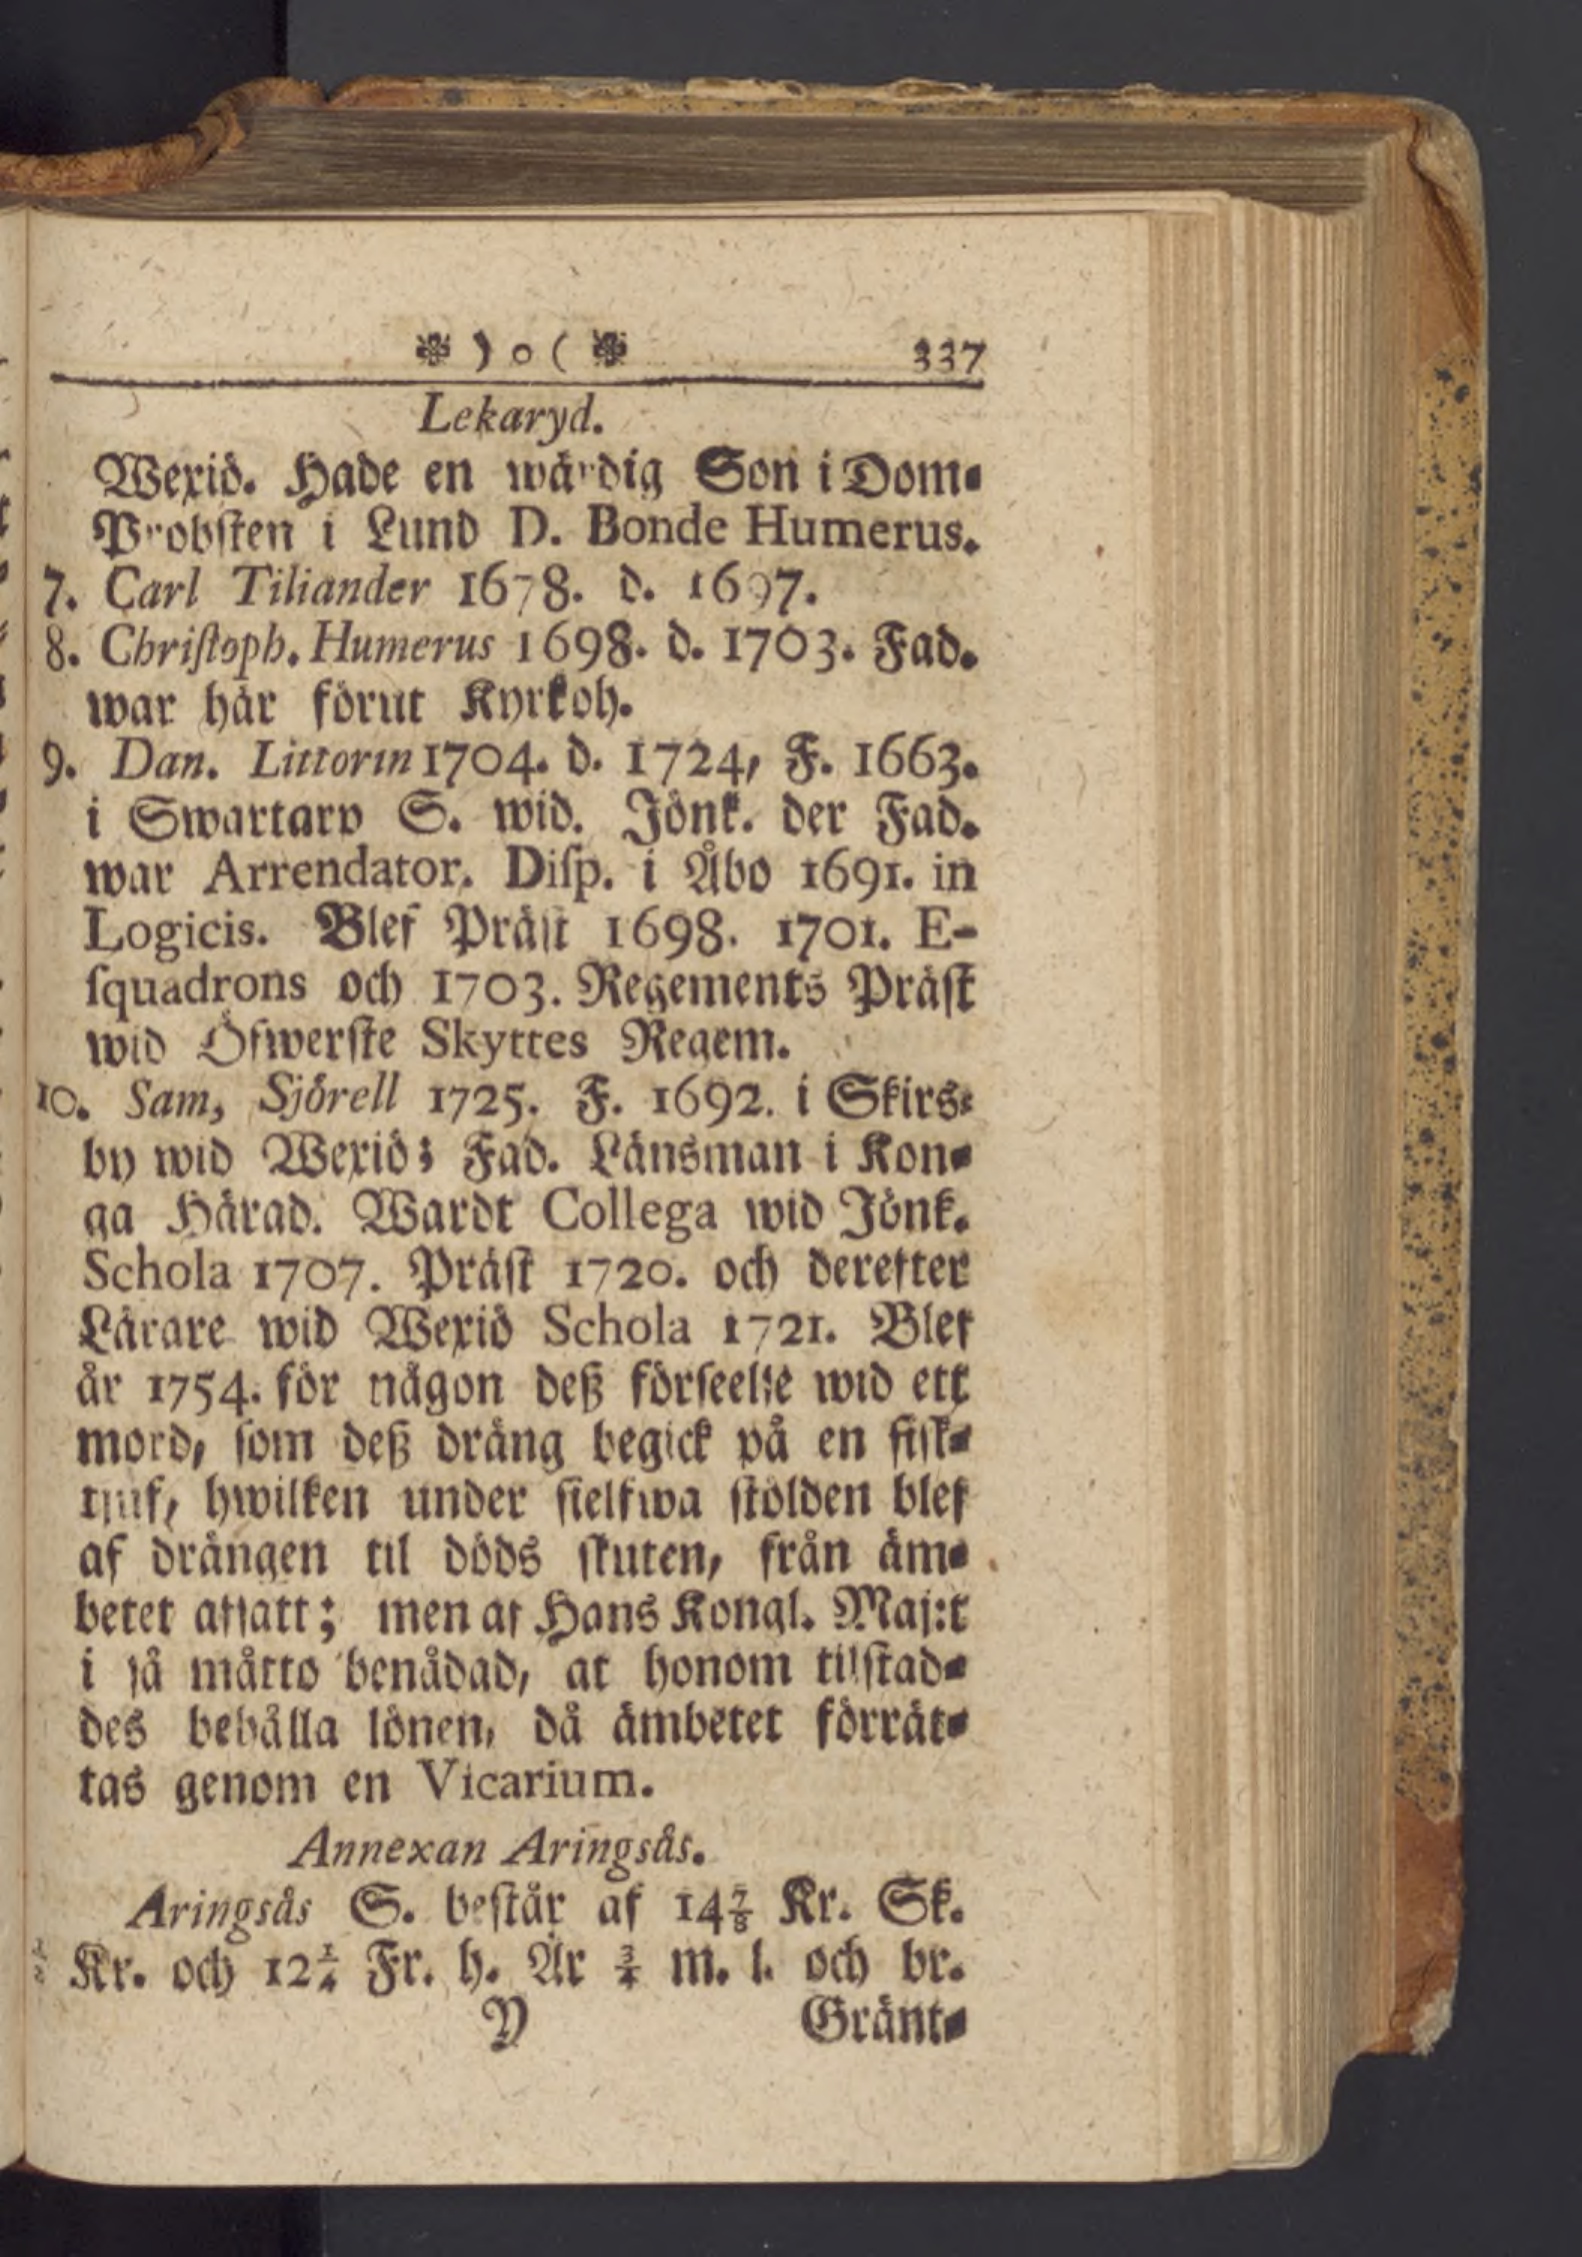 ) o ( 337
Lekaryd.
Wexiö. Hade en wärdig Son i Dom-
Probsten i Lund D. Bonde Humerus.
7. Carl Tiliander 1678. d. 1697.
8. Christoph. Humerus 1698. d. 1703. Fad.
war här förut Kyrkoh.
9. Dan. Littorin 1704. d. 1724, F. 1663.
i Swartarp S. wid. Jönk. der Fad.
war Arrendator. Disp. i Åbo 1691. in
Logicis. Blef Präst 1698. 1701. E-
squadrons och 1703. Regements Präst
wid Öfwerste Skyttes Regem.
10. Sam, Sjörell 1725. F. 1692. i Skirs-
by wid Wexiö; Fad. Länsman i Kon-
ga Härad. Wardt Collega wid Jönk.
Schola 1707. Präst 1720. och derefter
Lärare wid Wexiö Schola 1721. Blef
år 1754. för någon deß förseelse wid ett
mord, som deß dräng begick på en fisk-
tjuf, hwilken under sielfwa stölden blef
af drängen til döds skuten, från äm-
betet afsatt; men af Hans Kongl. Maj:t
i så måtto benådad, at honom tilstad-
des behålla lönen, då ämbetet förrät-
tas genom en Vicarium.
Annexan Aringsås.
Aringsås S. består af 14 7/8 Kr. Sk.
Kr. och 12 1/4 Fr. h. Är 3/4 m. l. och br.
Y Gränt-